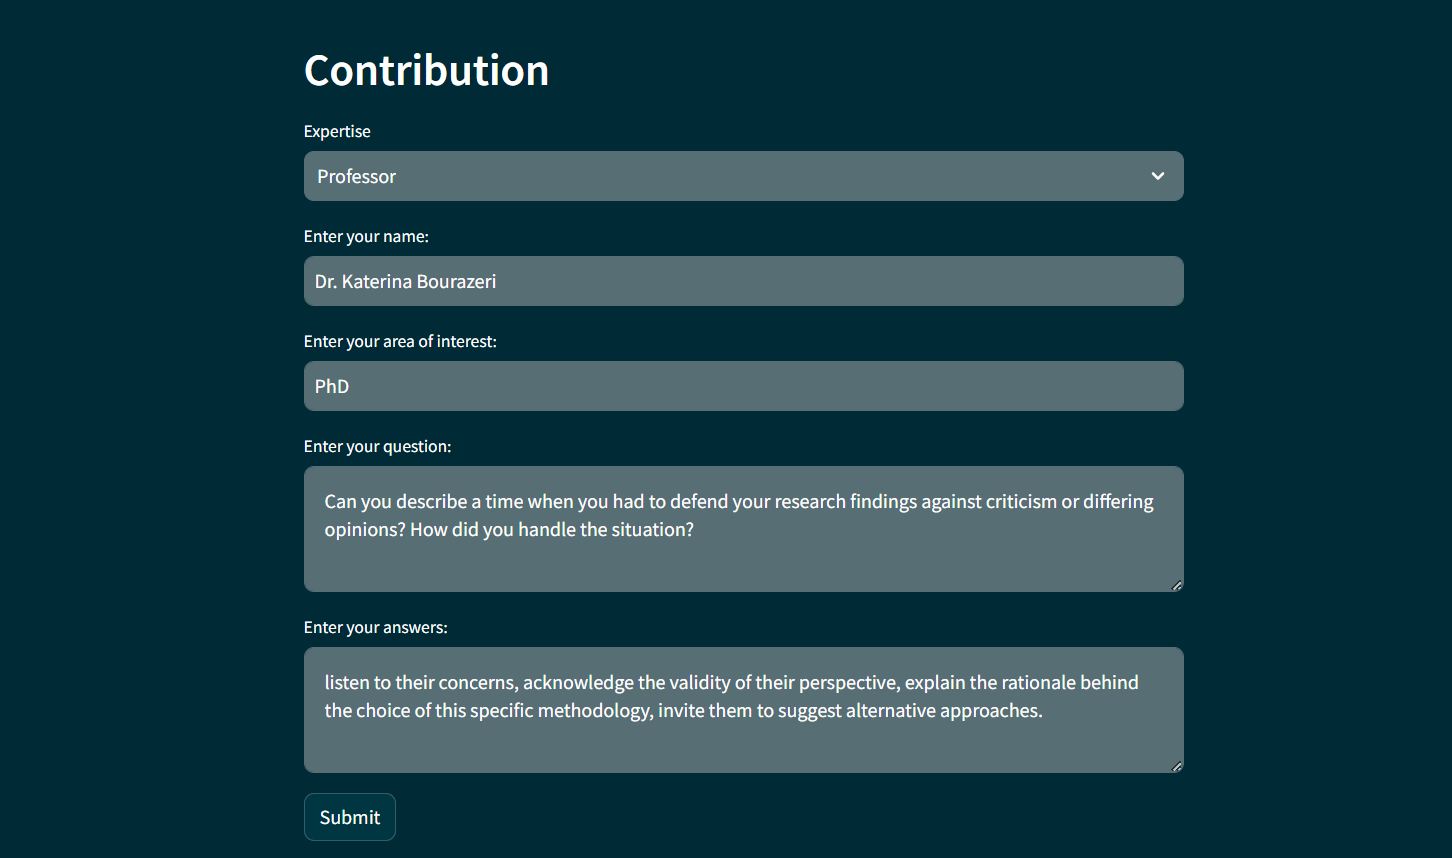 Contribution
Expertise
Professor
Enter your name:
Dr. Katerina Bourazeri
Enter your area of interest:
PhD
Enter your question:
Can you describe a time when you had to defend your research findings against criticism or differing
opinions? How did you handle the situation?
Enter your answers:
listen to their concerns, acknowledge the validity of their perspective, explain the rationale behind
the choice of this specific methodology, invite them to suggest alternative approaches.
Submit